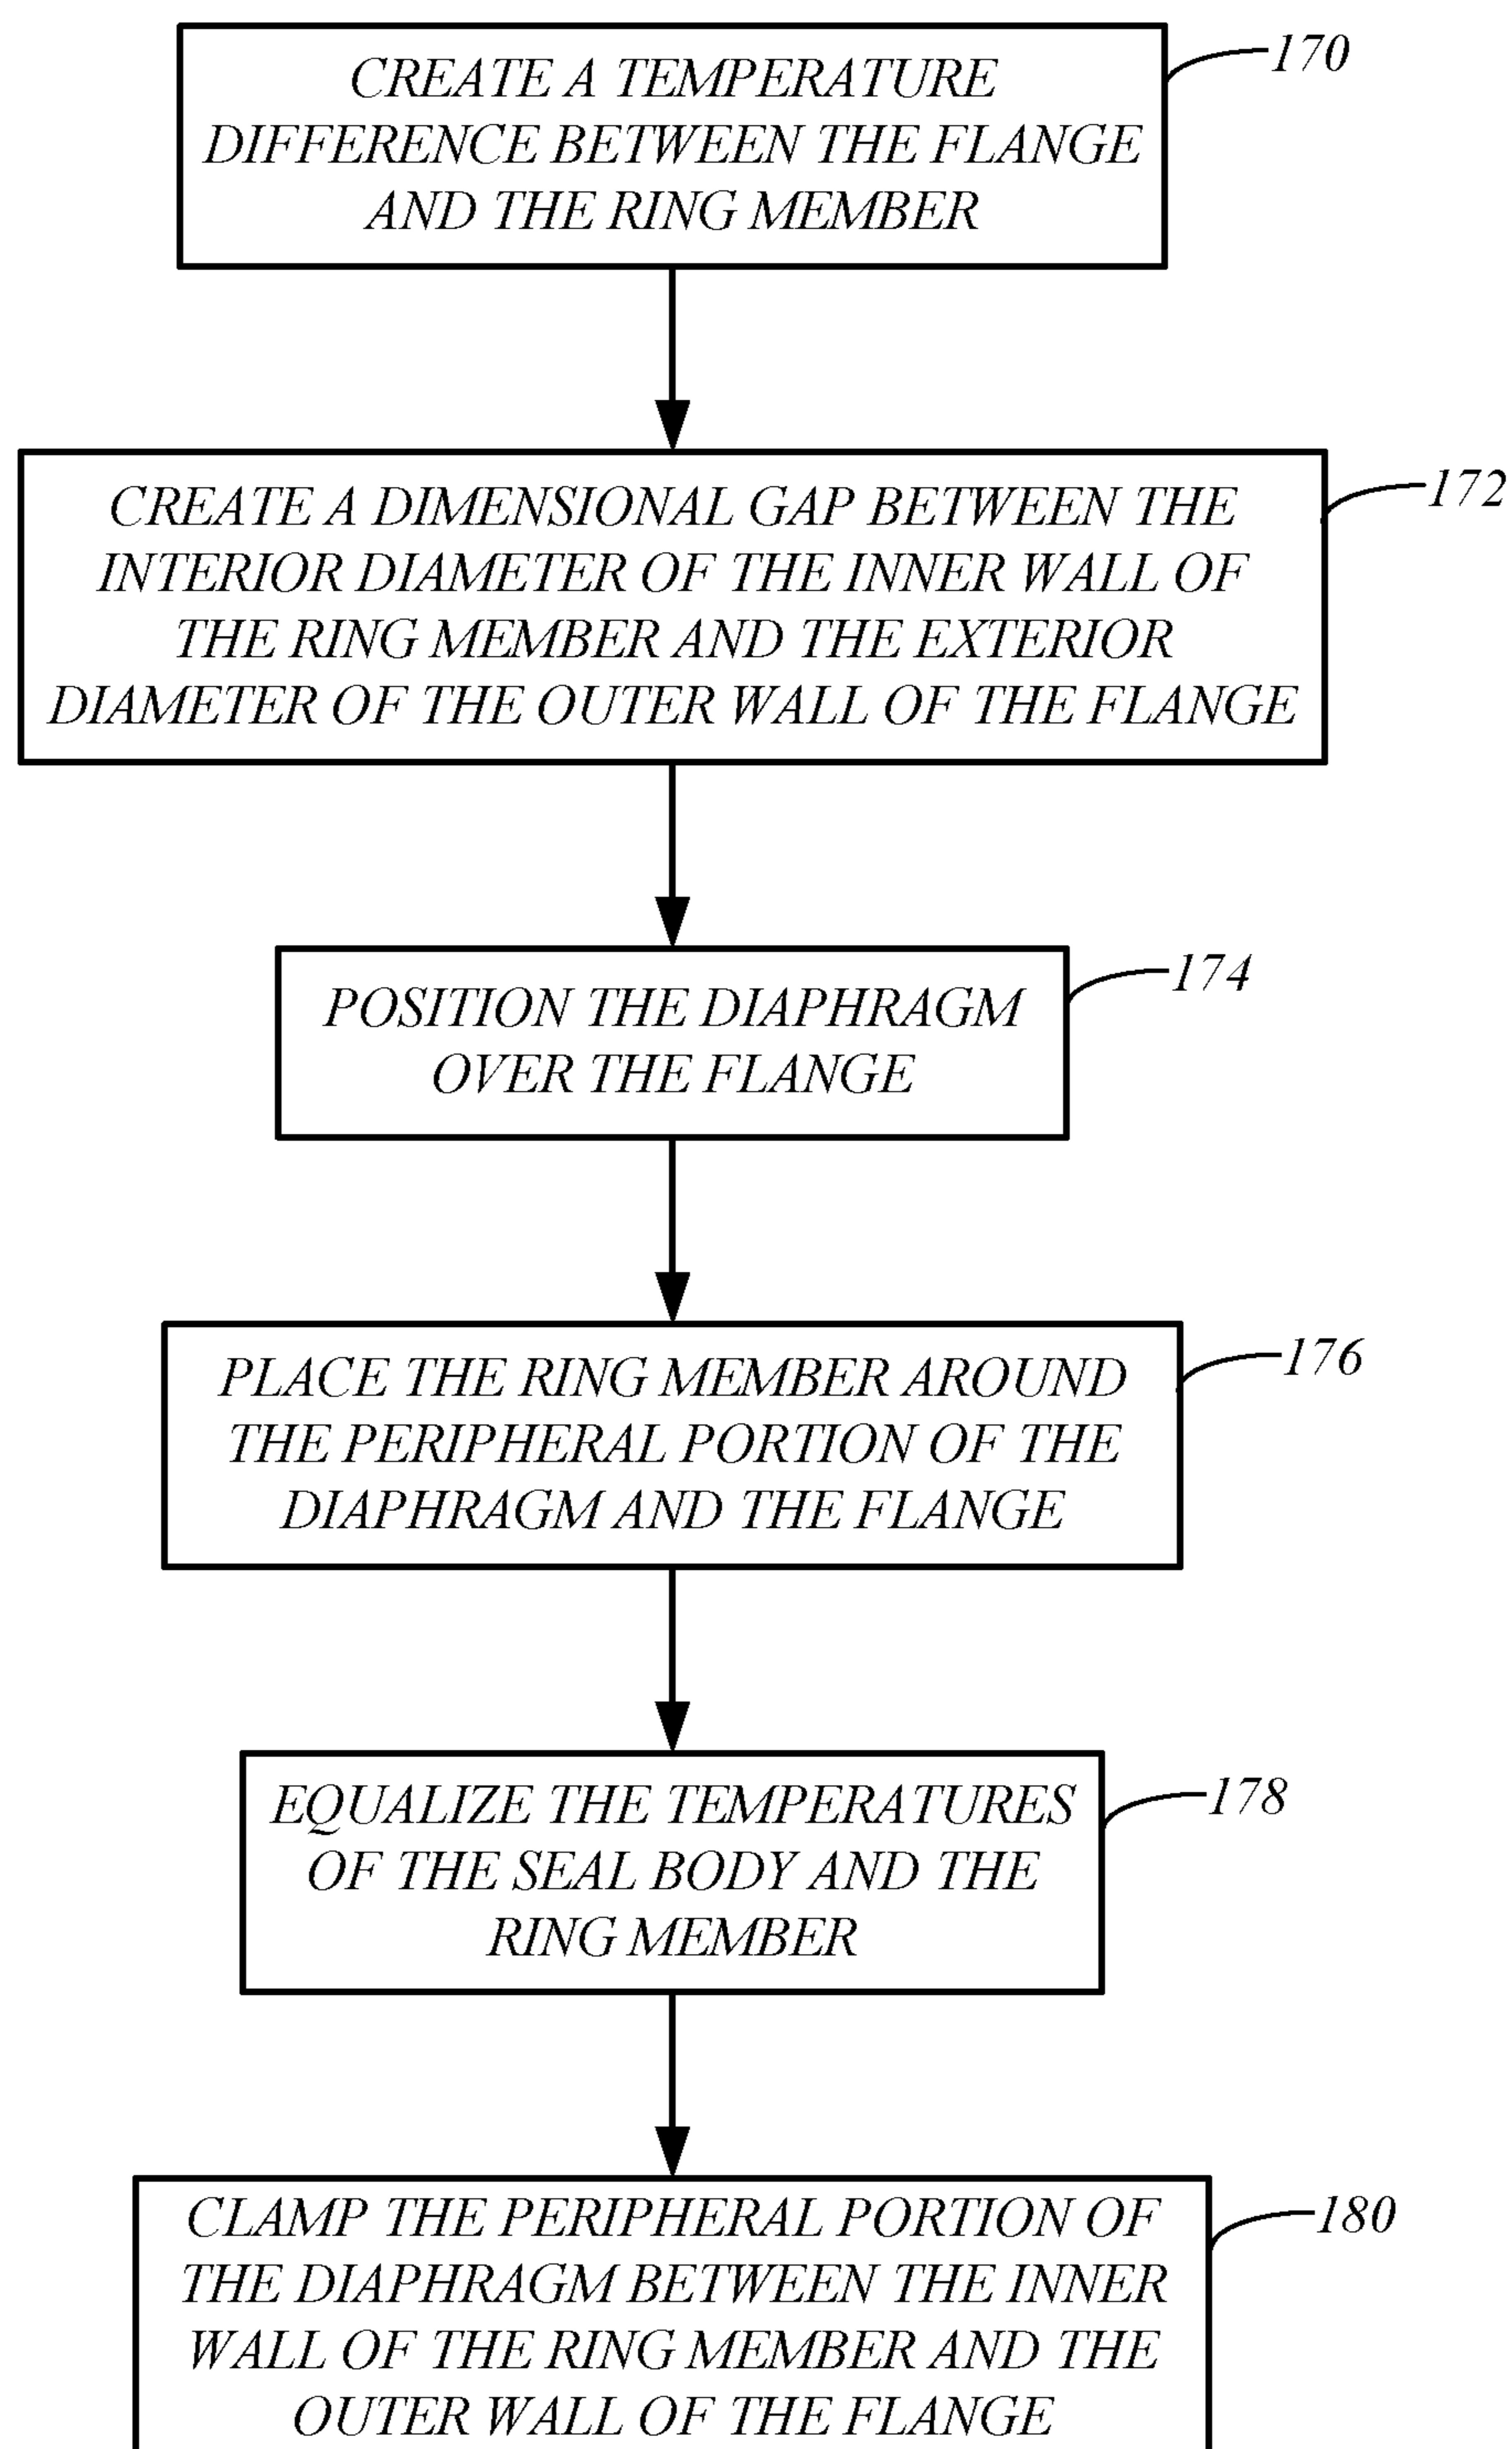 CREATE A TEMPERATURE
DIFFERENCE BETWEEN THE FLANGE
AND THE RING MEMBER
170
CREATE A DIMENSIONAL GAP BETWEEN THE
INTERIOR DIAMETER OF THE INNER WALL OF
THE RING MEMBER AND THE EXTERIOR
DIAMETER OF THE OUTER WALL OF THE FLANGE
172
POSITION THE DIAPHRAGM
OVER THE FLANGE
174
PLACE THE RING MEMBER AROUND
THE PERIPHERAL PORTION OF THE
DIAPHRAGM AND THE FLANGE
176
EQUALIZE THE TEMPERATURES
OF THE SEAL BODY AND THE
RING MEMBER
178
CLAMP THE PERIPHERAL PORTION OF
THE DIAPHRAGM BETWEEN THE INNER
WALL OF THE RING MEMBER AND THE
OUTER WALL OF THE FLANGE
180